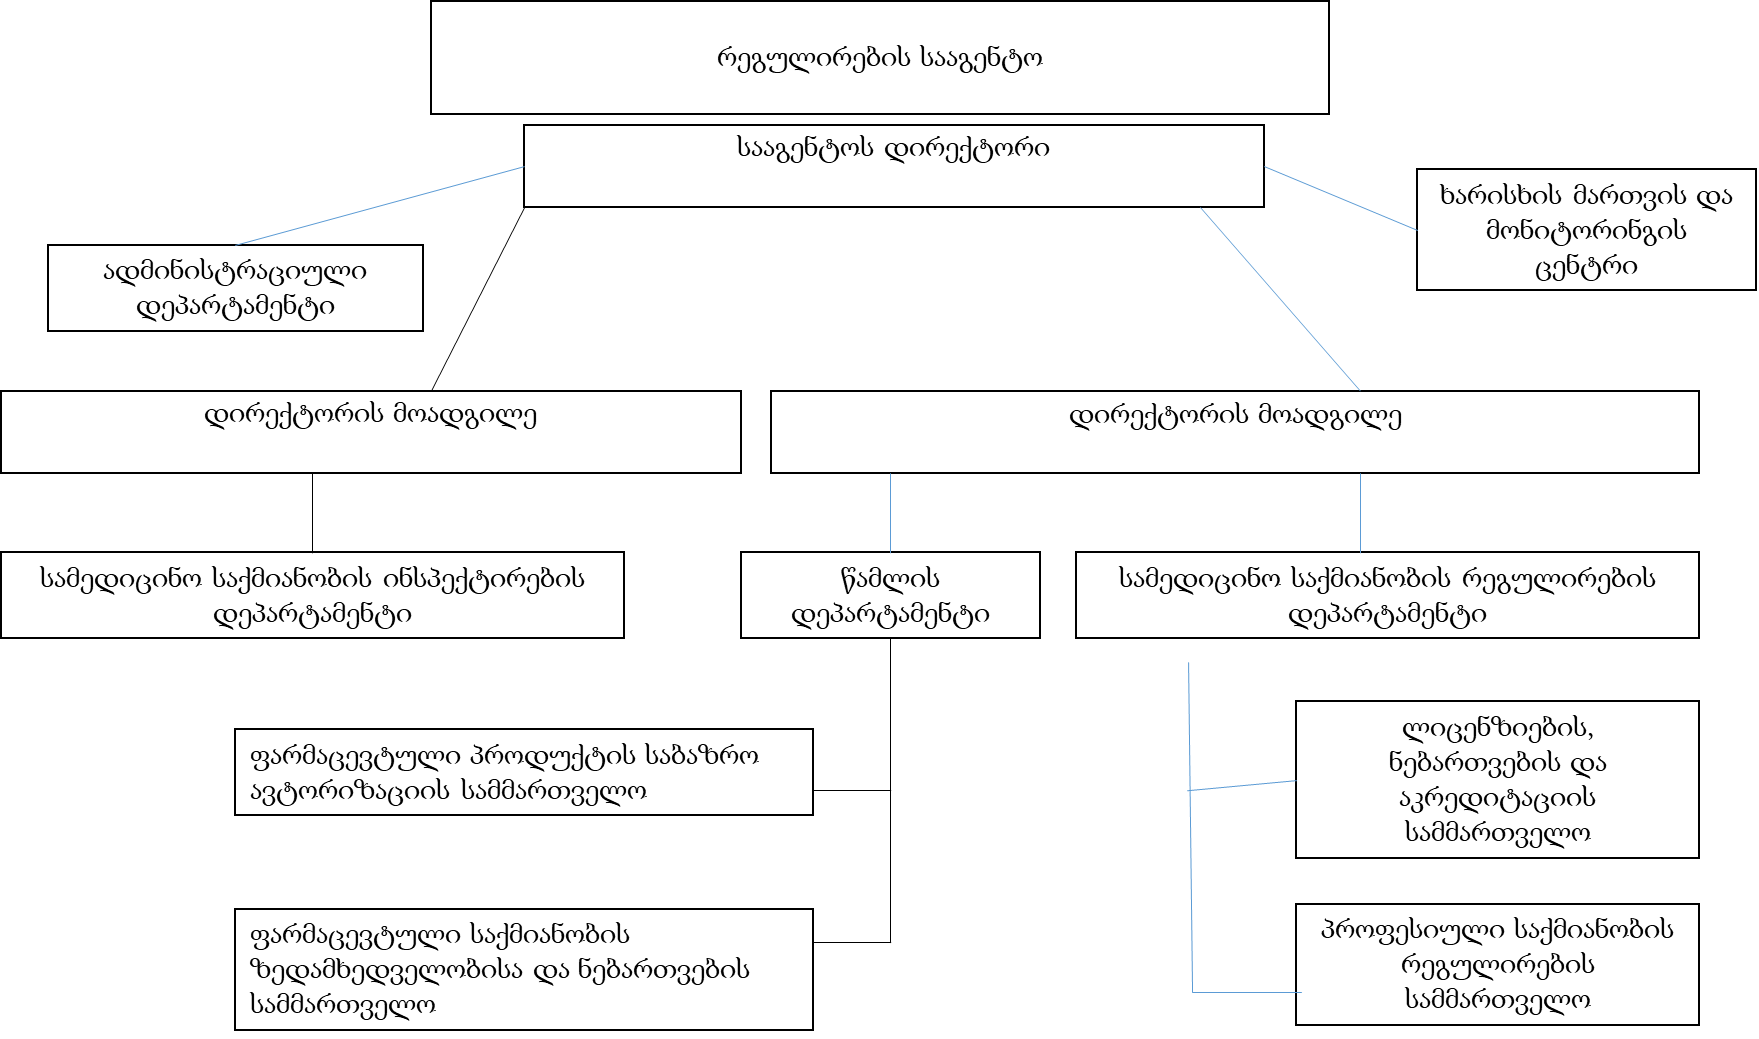 რეგულირების სააგენტო
სააგენტოს დირექტორი
ხარისხის მართვის და
მონიტორინგის
ცენტრი
ადმინისტრაციული
დეპარტამენტი
დირექტორის მოადგილე
დირექტორის მოადგილე
სამედიცინო საქმიანობის ინსპექტირების
დეპარტამენტი
წამლის
დეპარტამენტი
სამედიცინო საქმიანობის რეგულირების
დეპარტამენტი
ფარმაცევტული პროდუქტის საბაზრო
ავტორიზაციის სამმართველო
ფარმაცევტული საქმიანობის
ზედამხედველობისა და ნებართვების
სამმართველო
ლიცენზიების,
ნებართვების და
აკრედიტაციის
სამმართველო
პროფესიული საქმიანობის
რეგულირების
სამმართველო